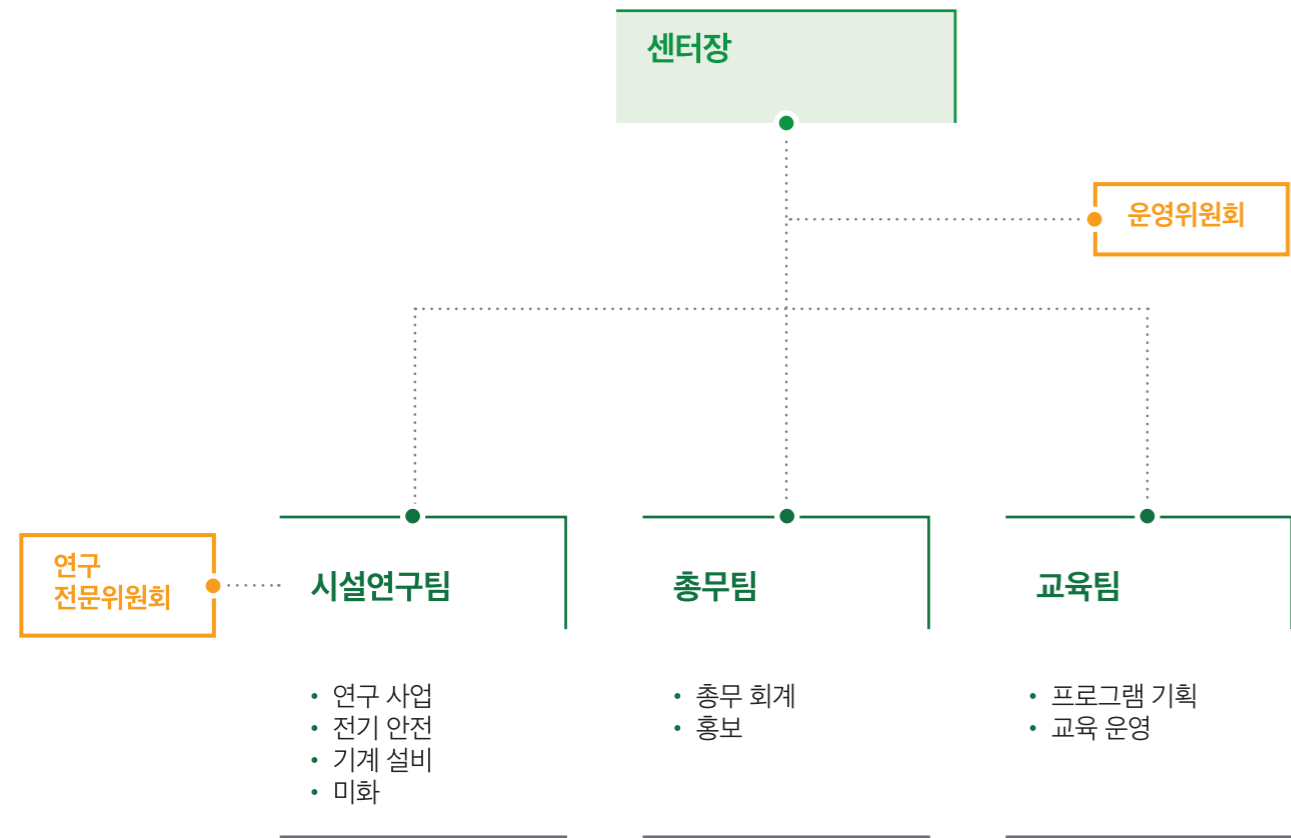 센터장
운영위원회
연구
전문위원회
시설연구팀
총무팀
교육팀
• 연구 사업
• 전기 안전
• 기계 설비
• 미화
• 총무 회계
• 홍보
• 프로그램 기획
• 교육 운영